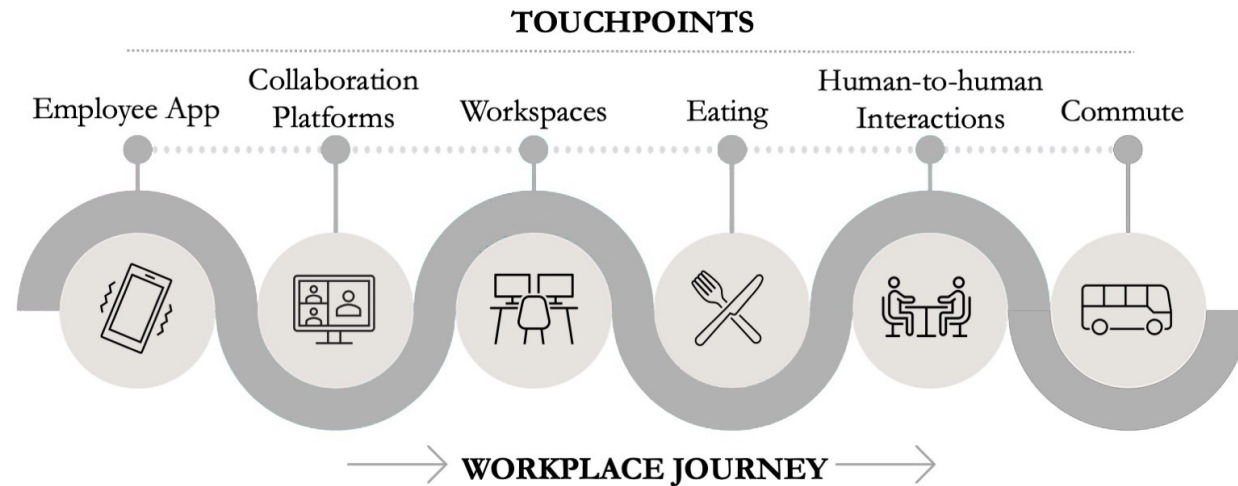 TOUCHPOINTS
Employee App
Collaboration
Platforms
Workspaces
Eating
Human-to-human
Interactions
Commute
WORKPLACE JOURNEY